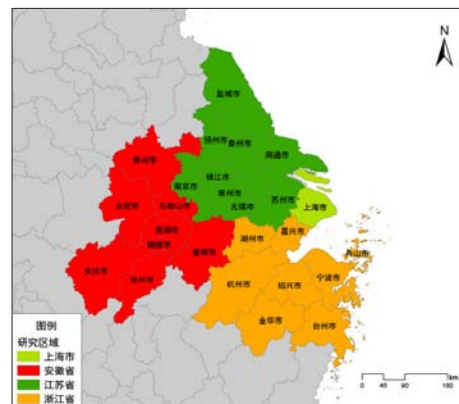 N
盐城市
扬州市
泰州市
南通市
滁州市
镇江市
南京市
常州市
苏州市
合肥市
马鞍山市
无锡市
上海市
芜湖市
嘉兴市
湖州市
铜陵市
宣城市
舟山市
安庆市
池州市
杭州市
绍兴市
宁波市
金华市
台州市
图例
研究区域
上海市
安徽省
江苏省
浙江省
0 45 90 180
km